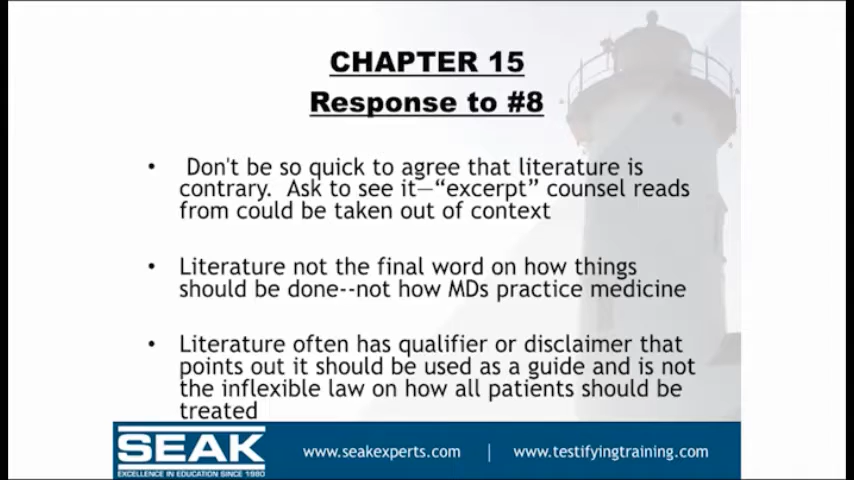 CHAPTER 15
Response to #8
• Don't be so quick to agree that literature is
contrary. Ask to see it—“excerpt” counsel reads
from could be taken out of context
• Literature not the final word on how things
should be done--not how MDs practice medicine
• Literature often has qualifier or disclaimer that
points out it should be used as a guide and is not
the inflexible law on how all patients should be
treated
SEAK
EXCELLENCE IN EDUCATION SINCE 1980
www.seakexperts.com | www.testifyingtraining.com